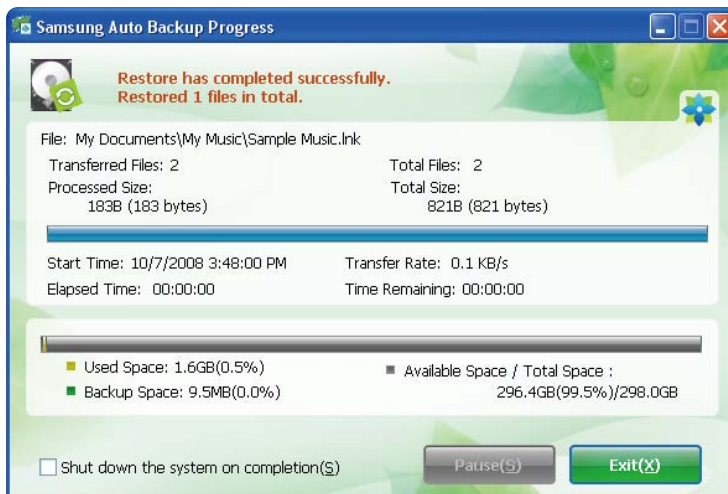 Samsung Auto Backup Progress
Restore has completed successfully.
Restored 1 files in total.
File: My Documents\My Music\Sample Music.lnk
Transferred Files: 2 Total Files: 2
Processed Size: Total Size:
183B (183 bytes) 821B (821 bytes)
Start Time: 10/7/2008 3:48:00 PM Transfer Rate: 0.1 KB/s
Elapsed Time: 00:00:00 Time Remaining: 00:00:00
Used Space: 1.6GB(0.5%) Available Space / Total Space :
Backup Space: 9.5MB(0.0%) 296.4GB(99.5%)/298.0GB
Shut down the system on completion(S) Pause(S) Exit(X)